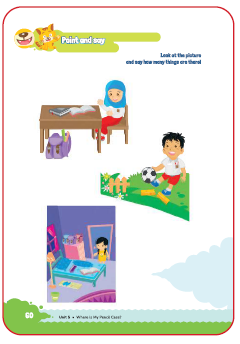 Point and say
Look at the picture
and say how many things are there!
60 Unit 5 • Where is My Pencil Case?